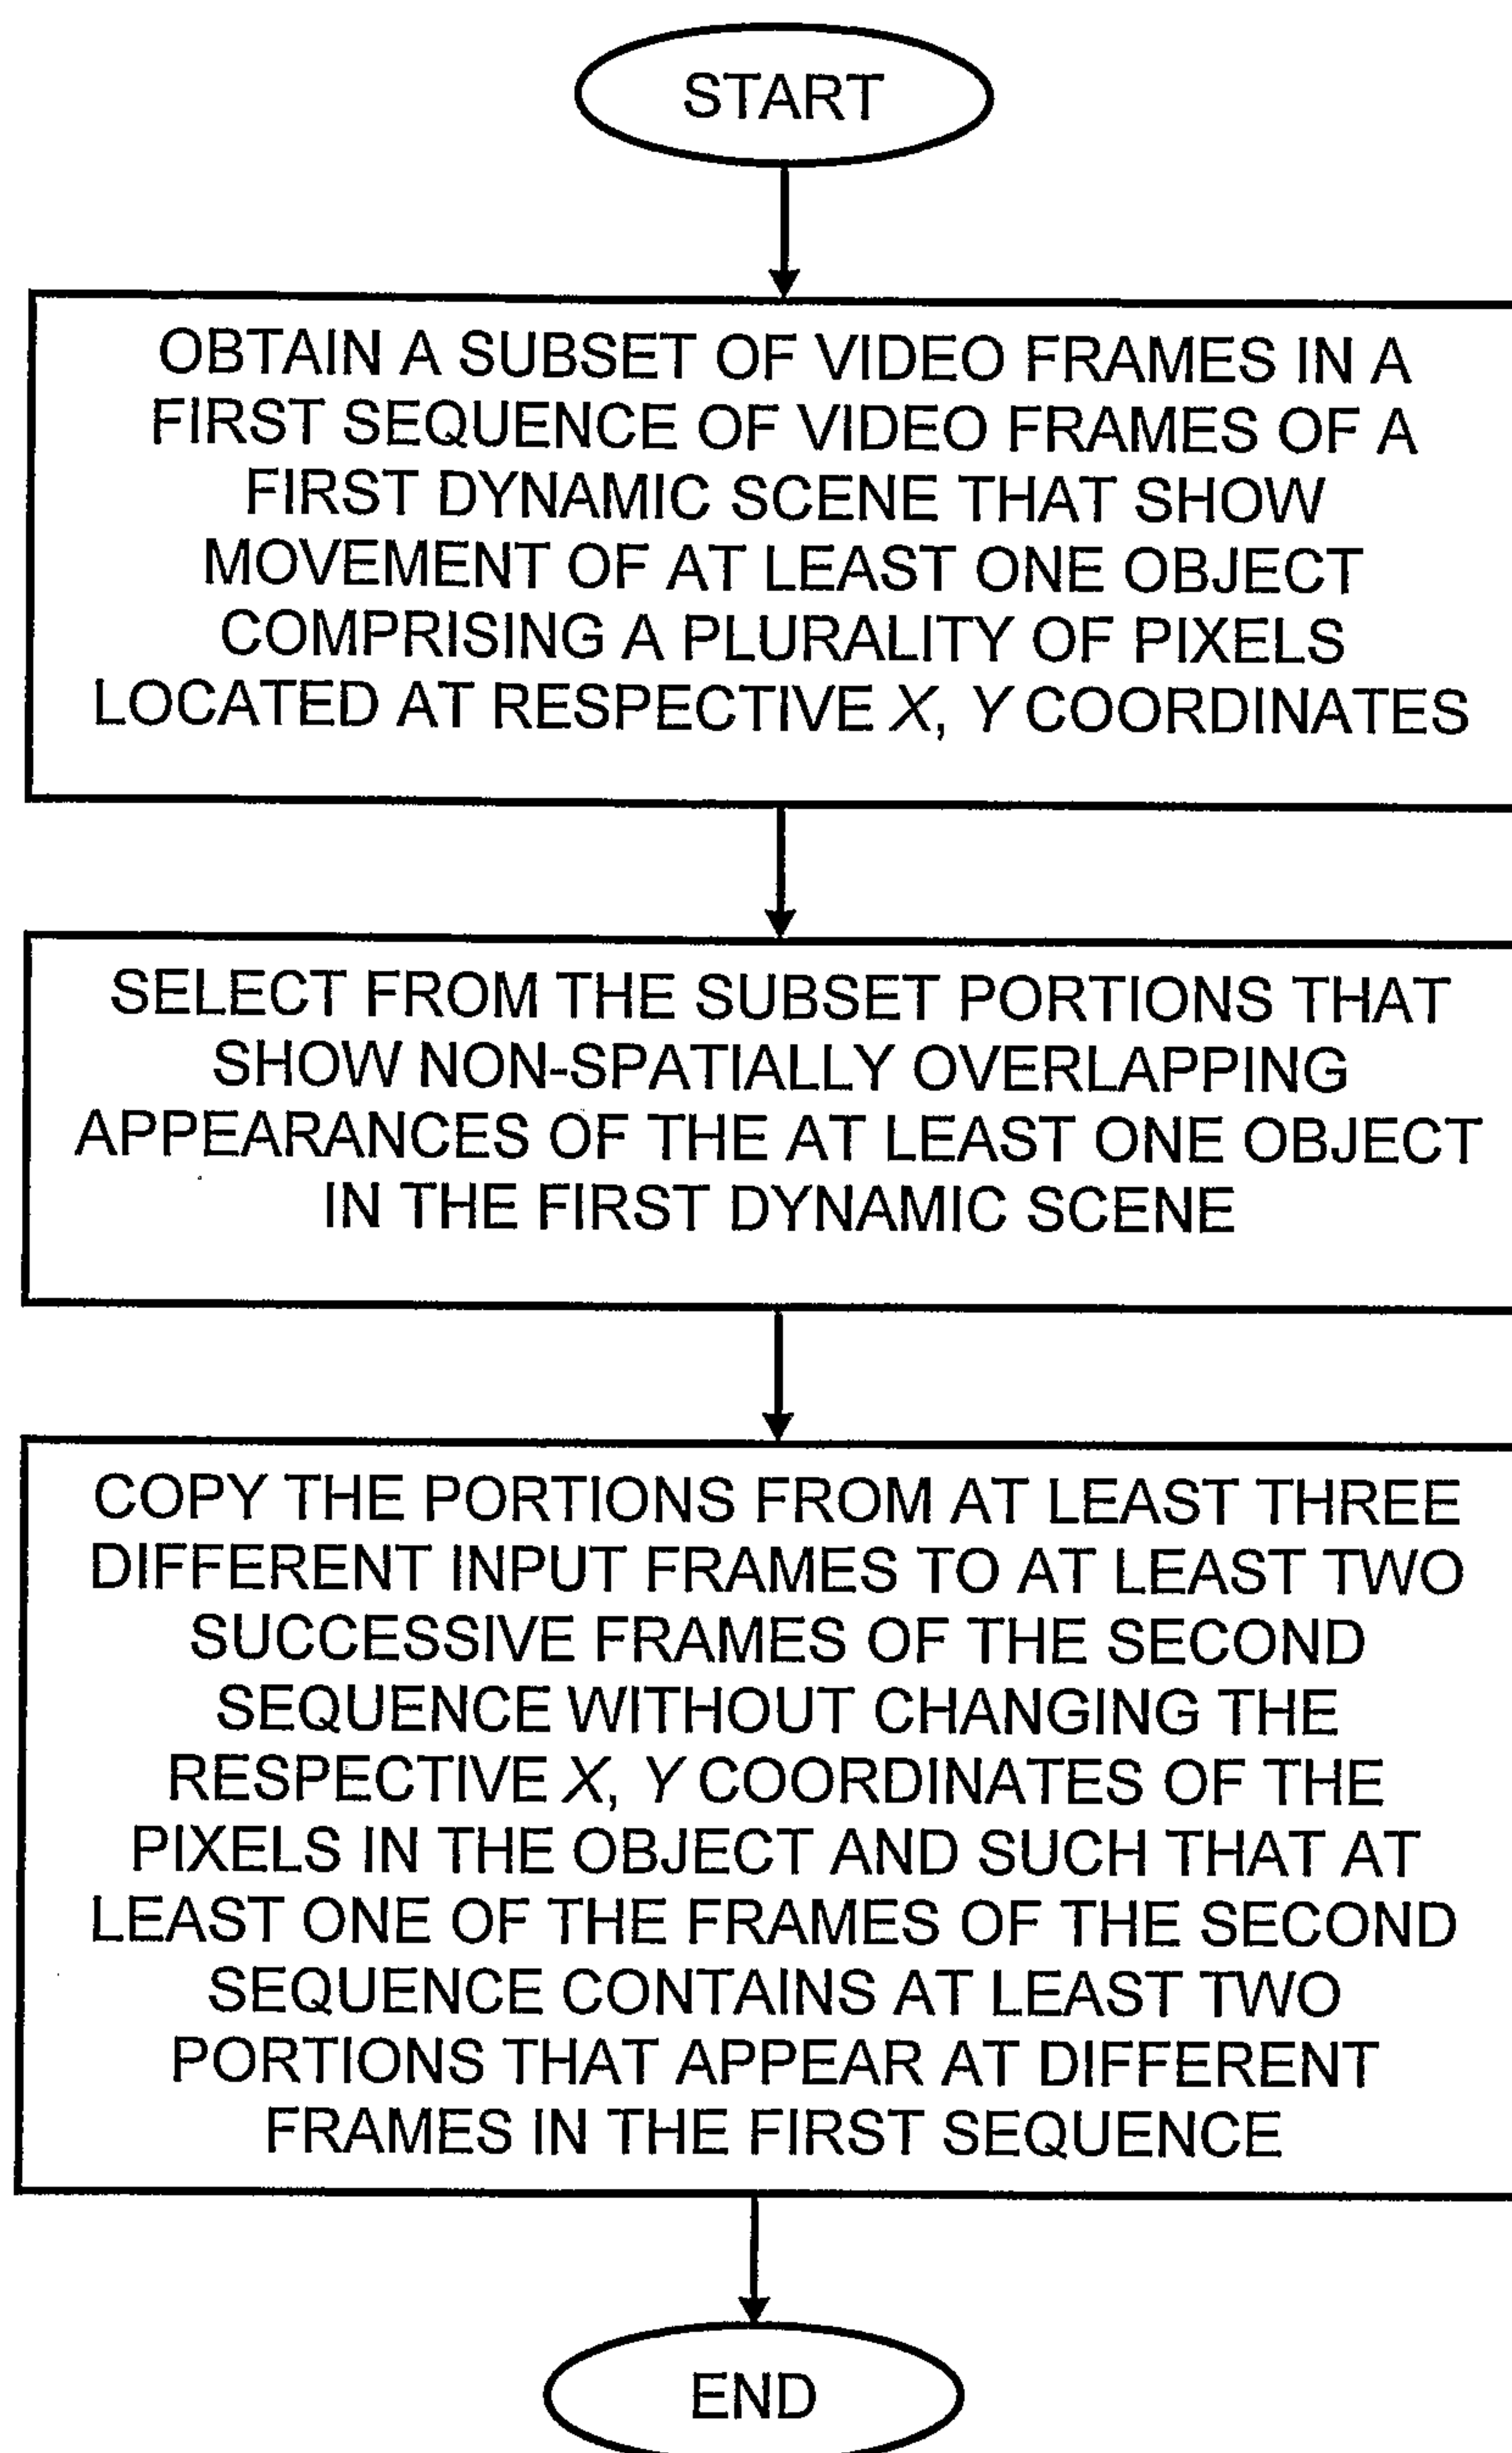 START
OBTAIN A SUBSET OF VIDEO FRAMES IN A
FIRST SEQUENCE OF VIDEO FRAMES OF A
FIRST DYNAMIC SCENE THAT SHOW
MOVEMENT OF AT LEAST ONE OBJECT
COMPRISING A PLURALITY OF PIXELS
LOCATED AT RESPECTIVE X, Y COORDINATES
SELECT FROM THE SUBSET PORTIONS THAT
SHOW NON-SPATIALLY OVERLAPPING
APPEARANCES OF THE AT LEAST ONE OBJECT
IN THE FIRST DYNAMIC SCENE
COPY THE PORTIONS FROM AT LEAST THREE
DIFFERENT INPUT FRAMES TO AT LEAST TWO
SUCCESSIVE FRAMES OF THE SECOND
SEQUENCE WITHOUT CHANGING THE
RESPECTIVE X, Y COORDINATES OF THE
PIXELS IN THE OBJECT AND SUCH THAT AT
LEAST ONE OF THE FRAMES OF THE SECOND
SEQUENCE CONTAINS AT LEAST TWO
PORTIONS THAT APPEAR AT DIFFERENT
FRAMES IN THE FIRST SEQUENCE
END